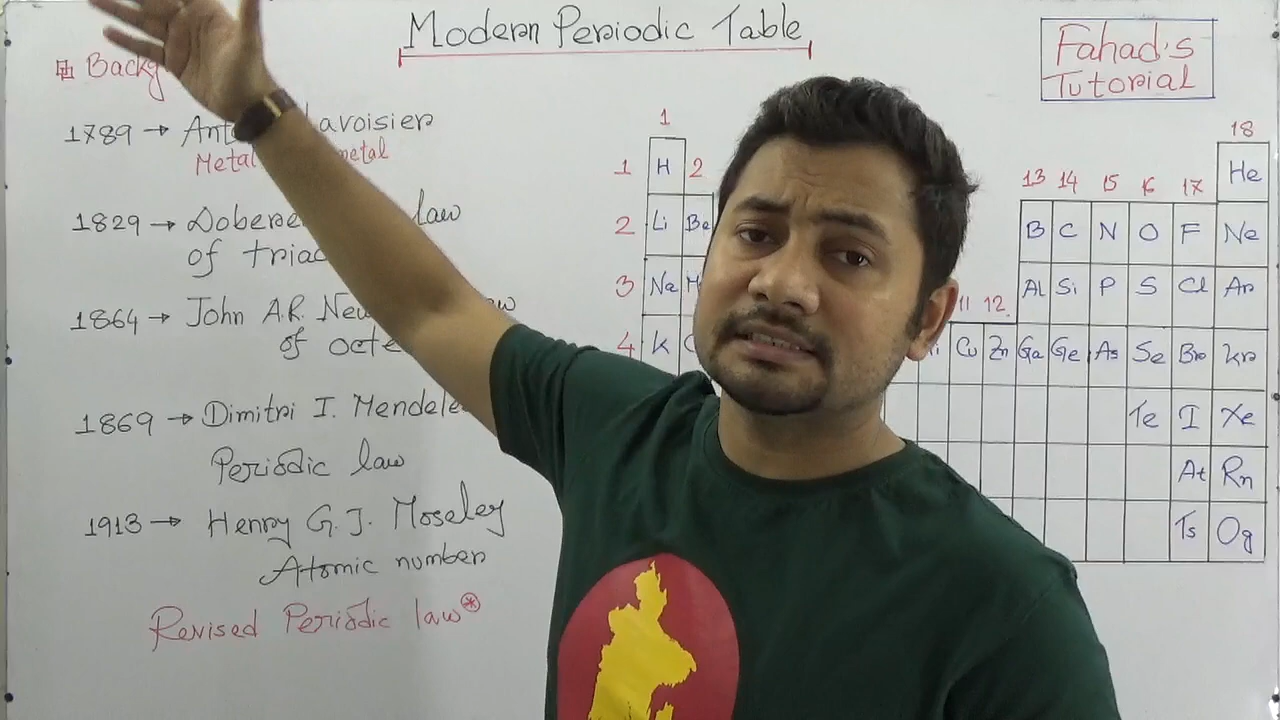 Modern Periodic Table
Fahad's
Tutorial
Backg
1789 → Ant Lavoisier
Metal metal
1829 → Dobere law
of triad
1864 → John A.R. New w
of octe
1869 → Dimitri I. Mendele
Periodic law
1913 → Henry G. J. Moseley
Atomic number
Revised Periodic law*
1 18
1 H 2 13 14 15 16 17 He
2 Li Be B C N O F Ne
3 Na M 11 12 Al Si P S Cl Ar
4 K C i Cu Zn Ga Ge As Se Br Kr
Te I Xe
At Rn
Ts Og